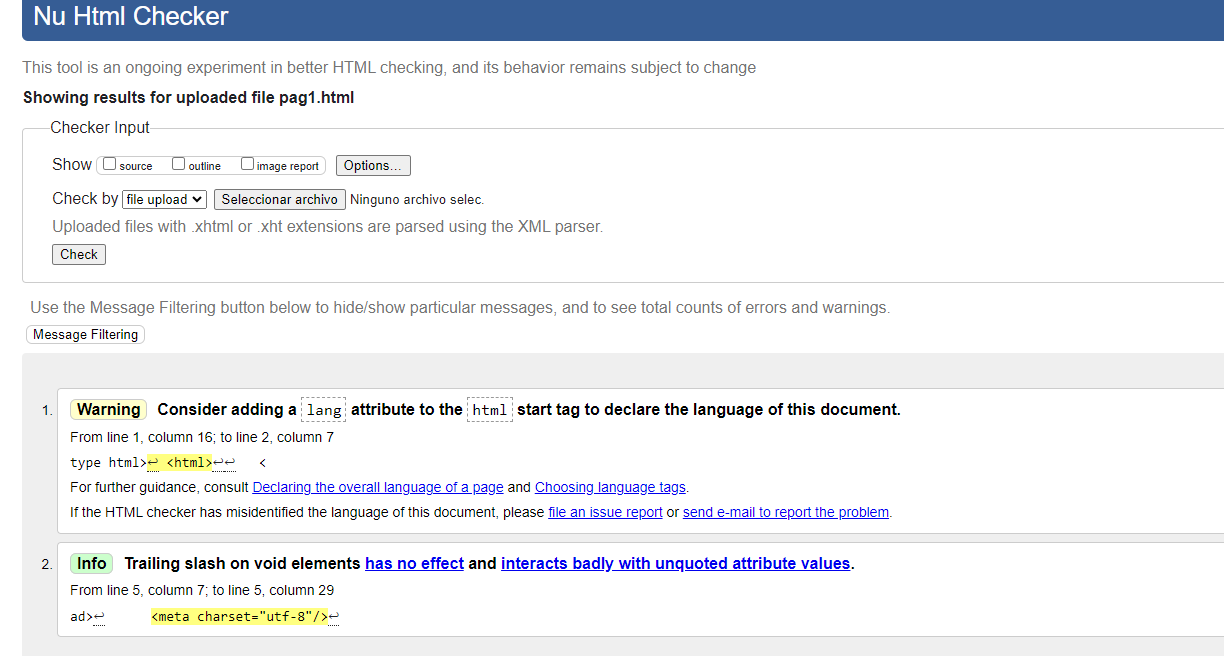 Nu Html Checker
This tool is an ongoing experiment in better HTML checking, and its behavior remains subject to change
Showing results for uploaded file pag1.html
Checker Input
Show source outline image report Options...
Check by file upload Seleccionar archivo Ninguno archivo selec.
Uploaded files with .xhtml or .xht extensions are parsed using the XML parser.
Check
Use the Message Filtering button below to hide/show particular messages, and to see total counts of errors and warnings.
Message Filtering
1. Warning Consider adding a lang attribute to the html start tag to declare the language of this document.
From line 1, column 16; to line 2, column 7
type html>↩ <html>↩↩ <
For further guidance, consult Declaring the overall language of a page and Choosing language tags.
If the HTML checker has misidentified the language of this document, please file an issue report or send e-mail to report the problem.
2. Info Trailing slash on void elements has no effect and interacts badly with unquoted attribute values.
From line 5, column 7; to line 5, column 29
ad>↩ <meta charset="utf-8"/>↩